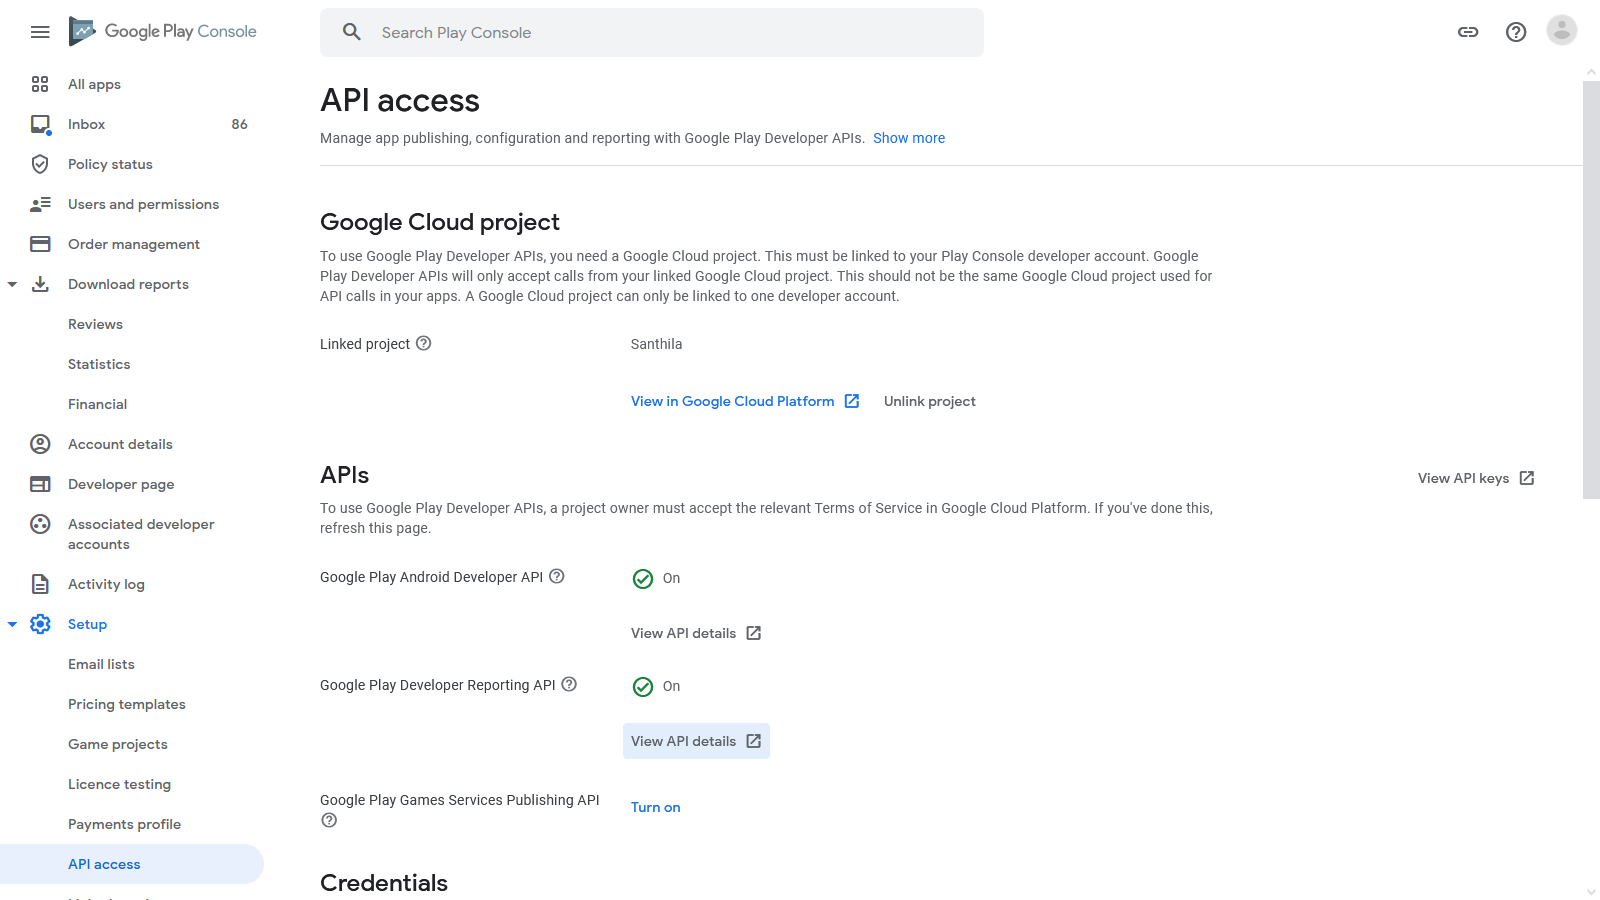 Google Play Console
Search Play Console
All apps
Inbox 86
Policy status
Users and permissions
Order management
Download reports
Reviews
Statistics
Financial
Account details
Developer page
Associated developer
accounts
Activity log
Setup
Email lists
Pricing templates
Game projects
Licence testing
Payments profile
API access
API access
Manage app publishing, configuration and reporting with Google Play Developer APIs. Show more
Google Cloud project
To use Google Play Developer APIs, you need a Google Cloud project. This must be linked to your Play Console developer account. Google
Play Developer APIs will only accept calls from your linked Google Cloud project. This should not be the same Google Cloud project used for
API calls in your apps. A Google Cloud project can only be linked to one developer account.
Linked project Santhila
View in Google Cloud Platform Unlink project
APIs
View API keys
To use Google Play Developer APIs, a project owner must accept the relevant Terms of Service in Google Cloud Platform. If you've done this,
refresh this page.
Google Play Android Developer API On
View API details
Google Play Developer Reporting API On
View API details
Google Play Games Services Publishing API Turn on
Credentials